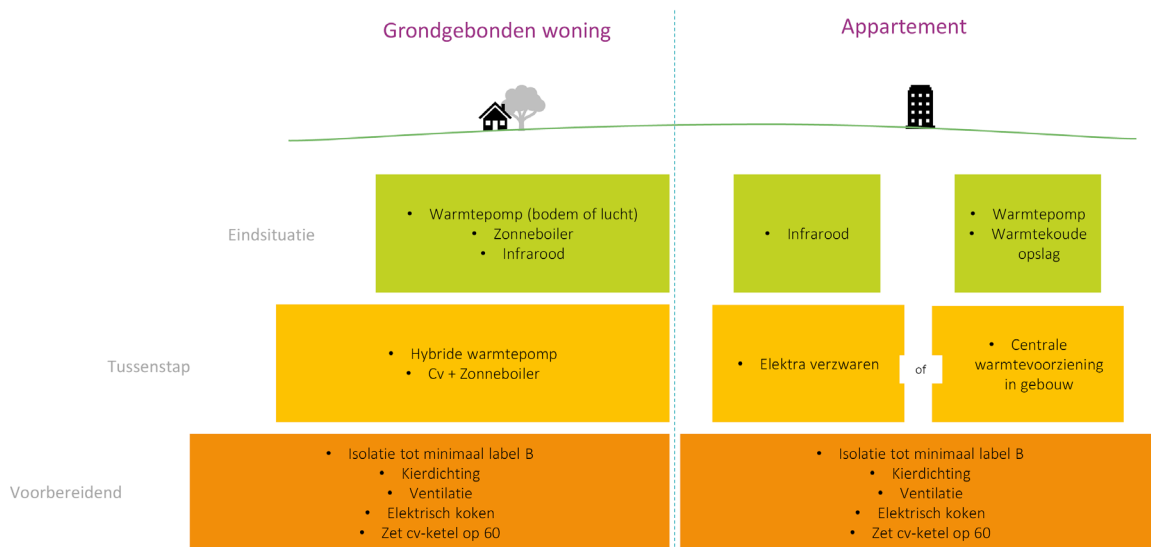 Grondgebonden woning
Appartement
Eindsituatie
• Warmtepomp (bodem of lucht)
• Zonneboiler
• Infrarood
• Infrarood
• Warmtepomp
• Warmtekoude
opslag
Tussenstap
• Hybride warmtepomp
• Cv + Zonneboiler
• Elektra verzwaren
of
• Centrale
warmtevoorziening
in gebouw
Voorbereidend
• Isolatie tot minimaal label B
• Kierdichting
• Ventilatie
• Elektrisch koken
• Zet cv-ketel op 60
• Isolatie tot minimaal label B
• Kierdichting
• Ventilatie
• Elektrisch koken
• Zet cv-ketel op 60